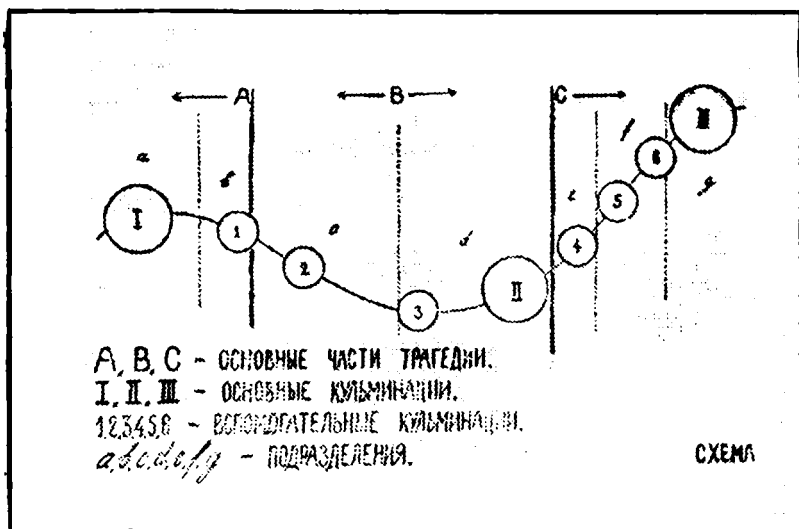 A B C
a b c d e f g
I 1 2 3 II 4 5 6 III
A, B, C – ОСНОВНЫЕ ЧАСТИ ТРАГЕДИИ.
I, II, III – ОСНОВНЫЕ КУЛЬМИНАЦИИ.
1,2,3,4,5,6 – ВСПОМОГАТЕЛЬНЫЕ КУЛЬМИНАЦИИ.
a,b,c,d,e,f,g – ПОДРАЗДЕЛЕНИЯ.
СХЕМА